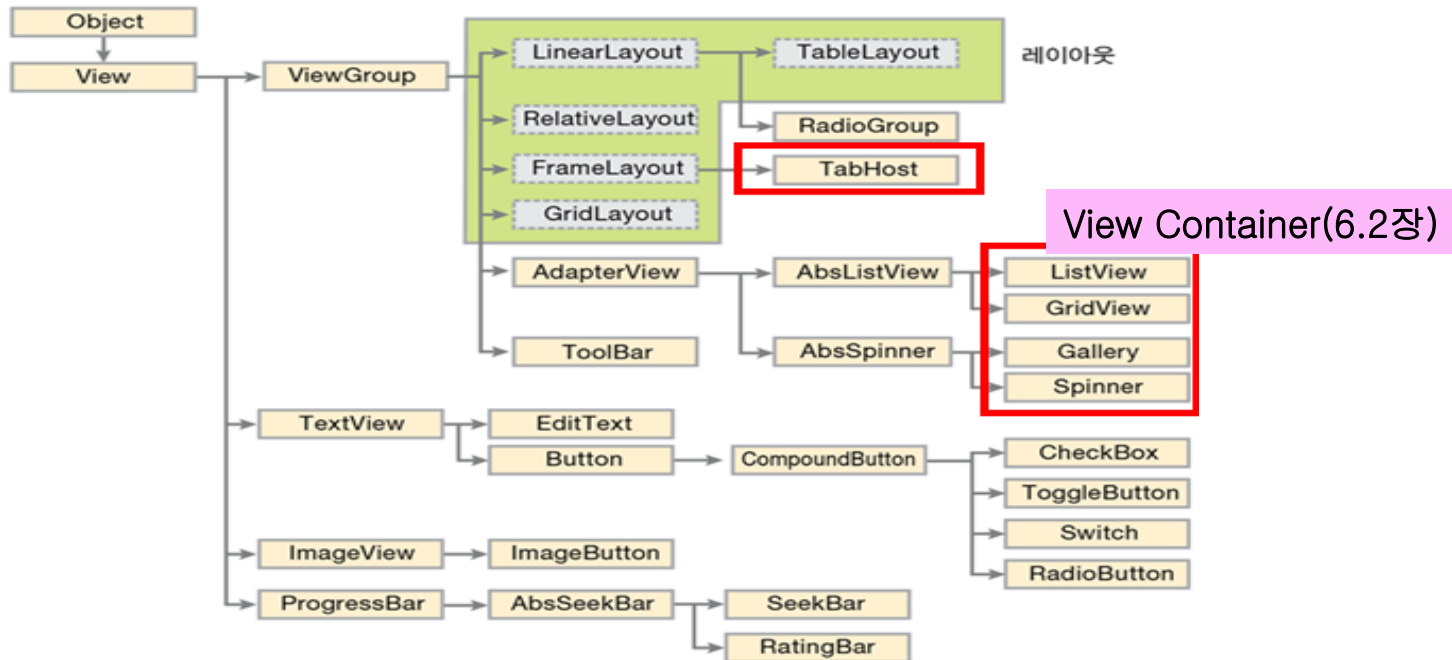 Object
View
ViewGroup
LinearLayout
TableLayout
레이아웃
RelativeLayout
RadioGroup
FrameLayout
TabHost
GridLayout
View Container(6.2장)
AdapterView
AbsListView
ListView
GridView
ToolBar
AbsSpinner
Gallery
Spinner
TextView
EditText
Button
CompoundButton
CheckBox
ToggleButton
Switch
RadioButton
ImageView
ImageButton
ProgressBar
AbsSeekBar
SeekBar
RatingBar